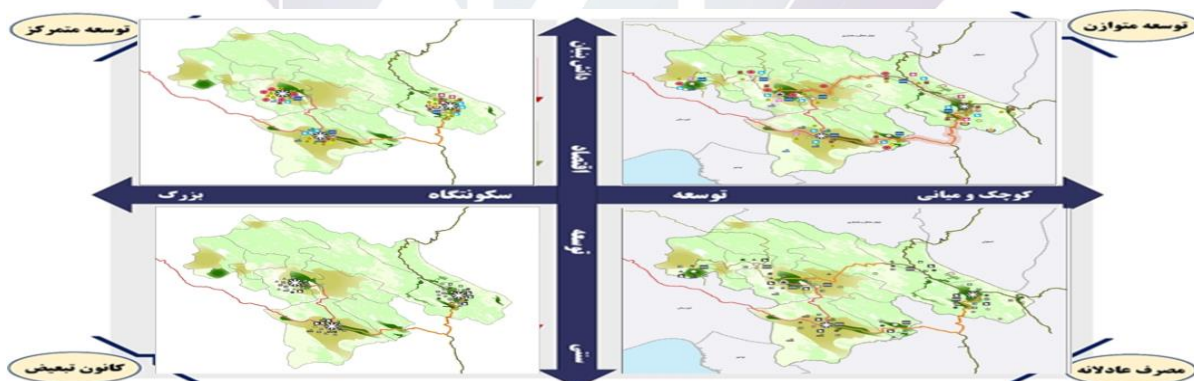 توسعه متوازن
توسعه متمرکز
دانش بنیان
اقتصاد
کوچک و میانی
توسعه
سکونتگاه
بزرگ
توسعه
سنتی
مصرف عادلانه
کانون تبعیض